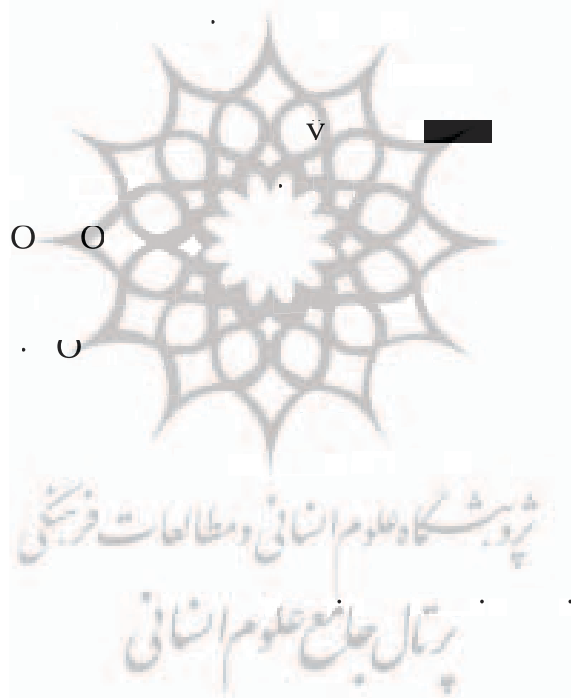 پژوهشگاه علوم انسانی و مطالعات فرهنگی
پرتال جامع علوم انسانی